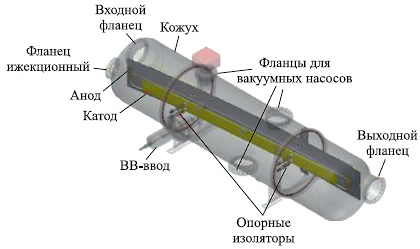 Входной
фланец
Кожух
Фланец
ижекционный
Фланцы для
вакуумных насосов
Анод
Катод
Выходной
фланец
ВВ-ввод
Опорные
изоляторы